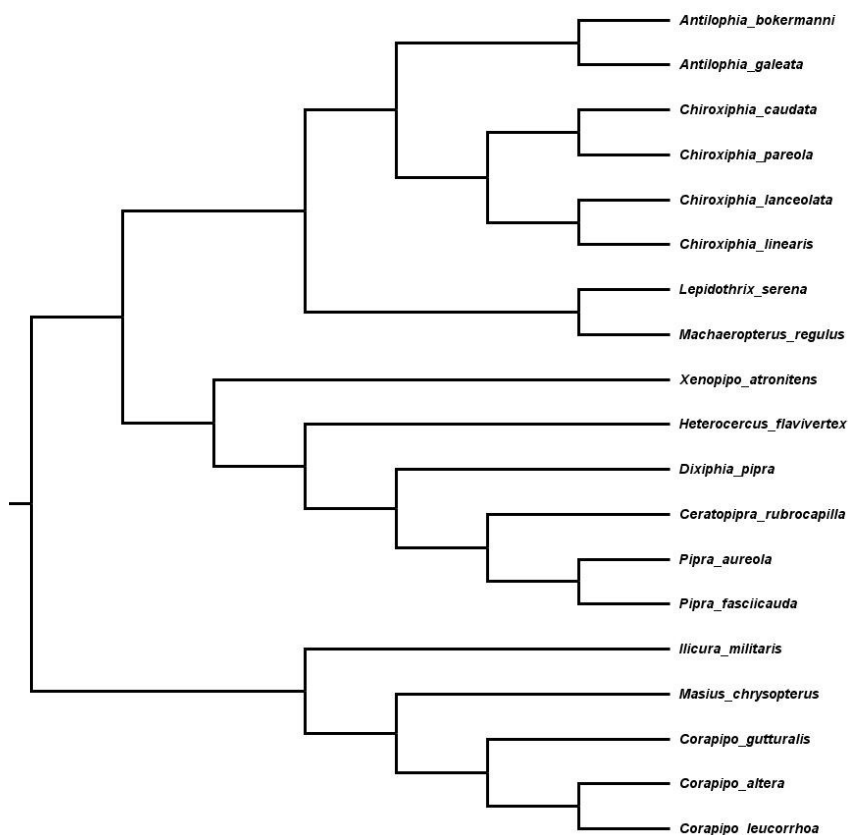 Antilophia_bokermanni
Antilophia_galeata
Chiroxiphia_caudata
Chiroxiphia_pareola
Chiroxiphia_lanceolata
Chiroxiphia_linearis
Lepidothrix_serena
Machaeropterus_regulus
Xenopipo_atronitens
Heterocercus_flavivertex
Dixiphia_pipra
Ceratopipra_rubrocapilla
Pipra_aureola
Pipra_fasciicauda
Ilicura_militaris
Masius_chrysopterus
Corapipo_gutturalis
Corapipo_altera
Corapipo_leucorrhoa